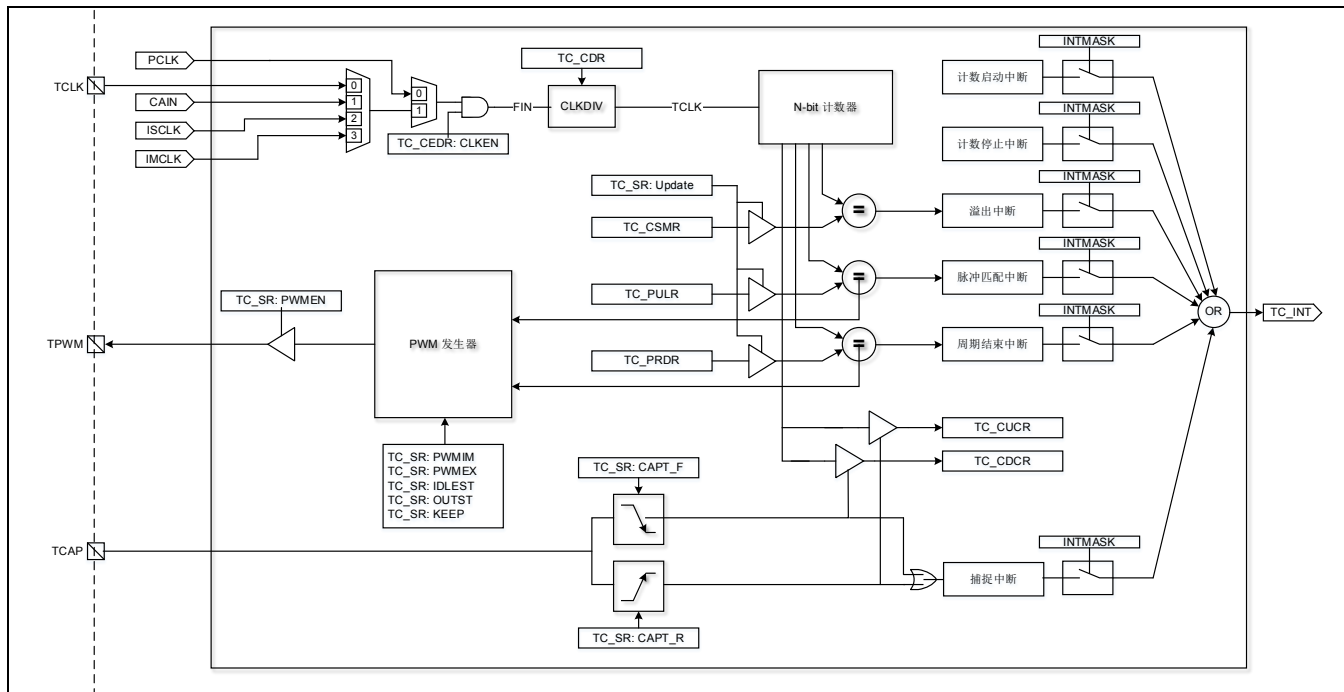 PCLK
TCLK
CAIN
ISCLK
IMCLK
0
1
2
3
0
1
TC_CEDR: CLKEN
FIN
TC_CDR
CLKDIV
TCLK
N-bit 计数器
INTMASK
计数启动中断
INTMASK
计数停止中断
TC_SR: Update
TC_CSMR
=
INTMASK
溢出中断
TC_PULR
=
INTMASK
脉冲匹配中断
TC_PRDR
=
INTMASK
周期结束中断
OR
TC_INT
TC_SR: PWMEN
TPWM
PWM 发生器
TC_SR: PWMIM
TC_SR: PWMEX
TC_SR: IDLEST
TC_SR: OUTST
TC_SR: KEEP
TC_CUCR
TC_CDCR
TC_SR: CAPT_F
TCAP
TC_SR: CAPT_R
INTMASK
捕捉中断